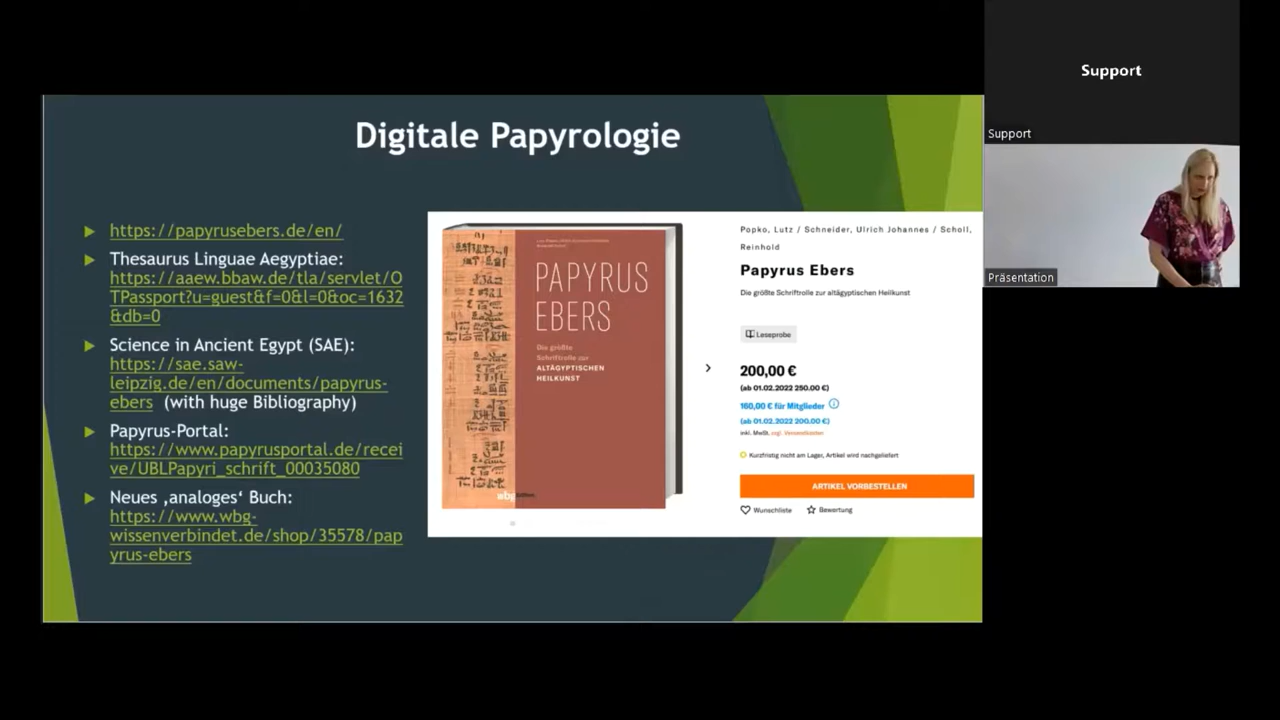 Support
Support
Präsentation
Digitale Papyrologie
https://papyrusebers.de/en/
Thesaurus Linguae Aegyptiae:
https://aaew.bbaw.de/tla/servlet/O
TPassport?u=guest&f=0&l=0&oc=1632
&db=0
Science in Ancient Egypt (SAE):
https://sae.saw-
leipzig.de/en/documents/papyrus-
ebers (with huge Bibliography)
Papyrus-Portal:
https://www.papyrusportal.de/recei
ve/UBLPapyri_schrift_00035080
Neues ‚analoges‘ Buch:
https://www.wbg-
wissenverbindet.de/shop/35578/pap
yrus-ebers
PAPYRUS
EBERS
Die größte
Schriftrolle zur
ALTÄGYPTISCHEN
HEILKUNST
wbg
Popko, Lutz / Schneider, Ulrich Johannes / Scholl,
Reinhold
Papyrus Ebers
Die größte Schriftrolle zur altägyptischen Heilkunst
Leseprobe
200,00 €
(ab 01.02.2022 250.00 €)
160,00 € für Mitglieder
(ab 01.02.2022 200.00 €)
inkl. MwSt. zzgl. Versandkosten
Kurzfristig nicht am Lager, Artikel wird nachgeliefert
ARTIKEL VORBESTELLEN
Wunschliste
Bewertung